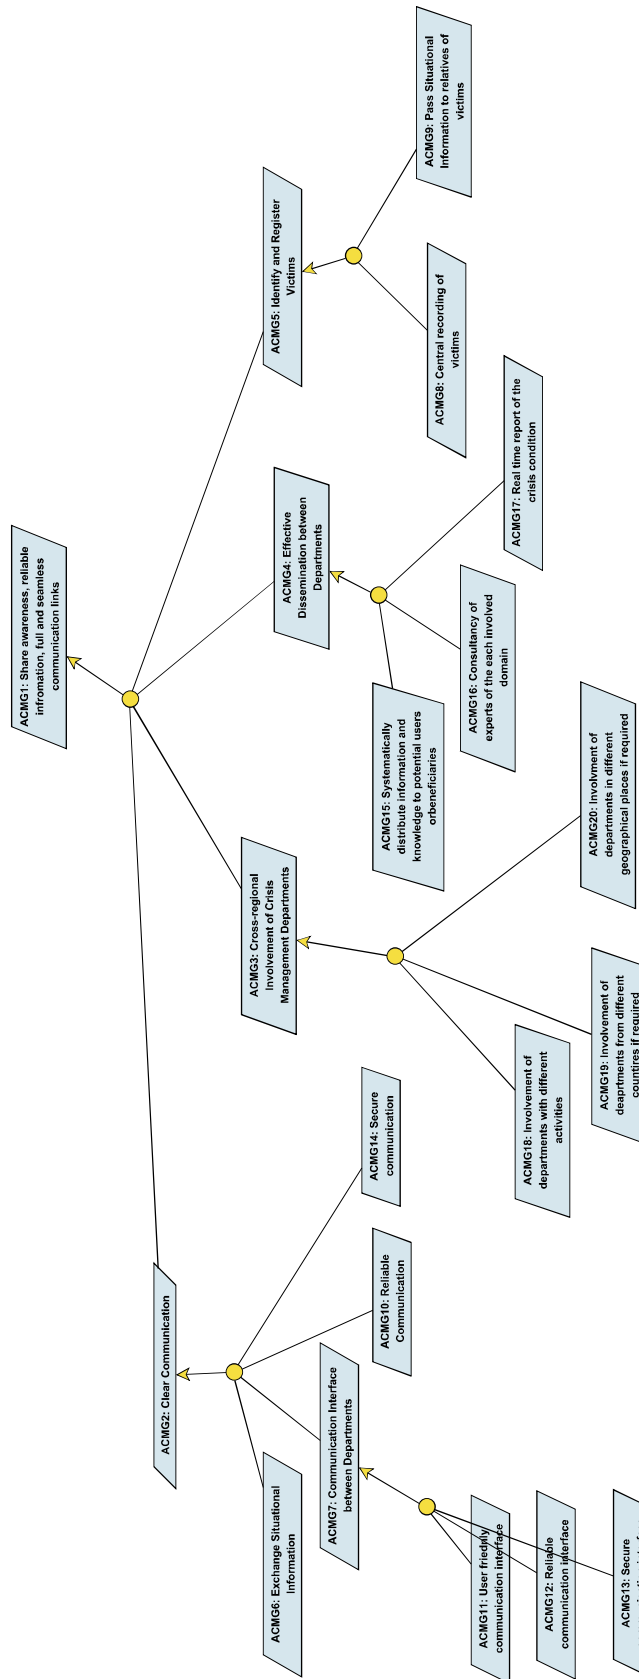 ACMG1: Share awareness, reliable
infromation, full and seamless
communication links
ACMG2: Clear Communication
ACMG3: Cross-regional
Involvement of Crisis
Management Departments
ACMG4: Effective
Dissemination between
Departments
ACMG5: Identify and Register
Victims
ACMG6: Exchange Situational
Information
ACMG7: Communication Interface
between Departments
ACMG10: Reliable
Communication
ACMG14: Secure
communication
ACMG15: Systematically
distribute information and
knowledge to potential users
orbeneficiaries
ACMG16: Consultancy of
experts of the each involved
domain
ACMG17: Real time report of the
crisis condition
ACMG8: Central recording of
victims
ACMG9: Pass Situational
Information to relatives of
victims
ACMG11: User friednly
communication interface
ACMG12: Reliable
communication interface
ACMG13: Secure
ACMG18: Involvement of
departments with different
activities
ACMG19: Involvement of
deaprtments from different
countires if required
ACMG20: Involvment of
departments in different
geographical places if required